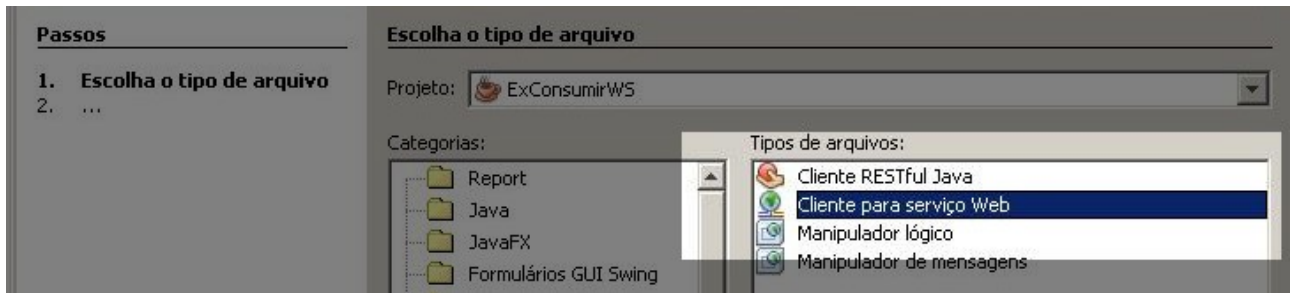 Passos
1. Escolha o tipo de arquivo
2. ...
Escolha o tipo de arquivo
Projeto: ExConsumirWS
Categorias:
Report
Java
JavaFX
Formulários GUI Swing
Tipos de arquivos:
Cliente RESTful Java
Cliente para serviço Web
Manipulador lógico
Manipulador de mensagens